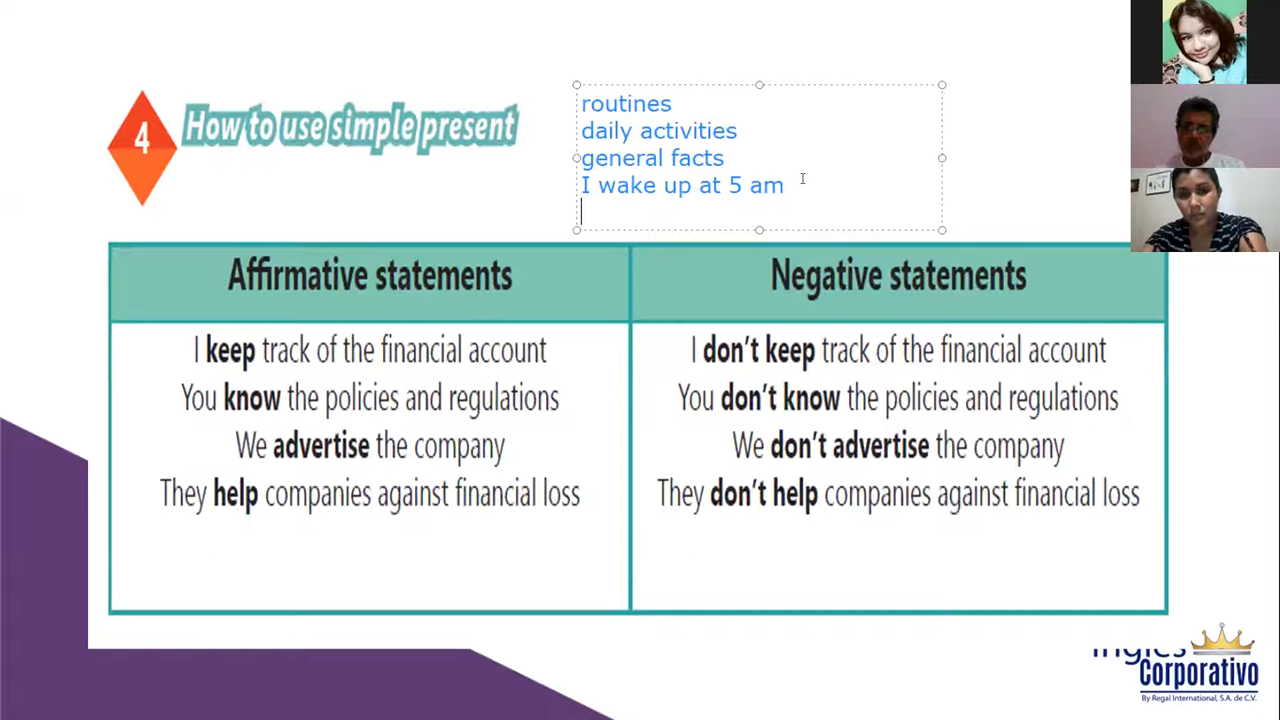 4
How to use simple present
routines
daily activities
general facts
I wake up at 5 am
Affirmative statements
I keep track of the financial account
You know the policies and regulations
We advertise the company
They help companies against financial loss
Negative statements
I don't keep track of the financial account
You don't know the policies and regulations
We don't advertise the company
They don't help companies against financial loss
Inglés
Corporativo
By Regal International, S.A. de C.V.